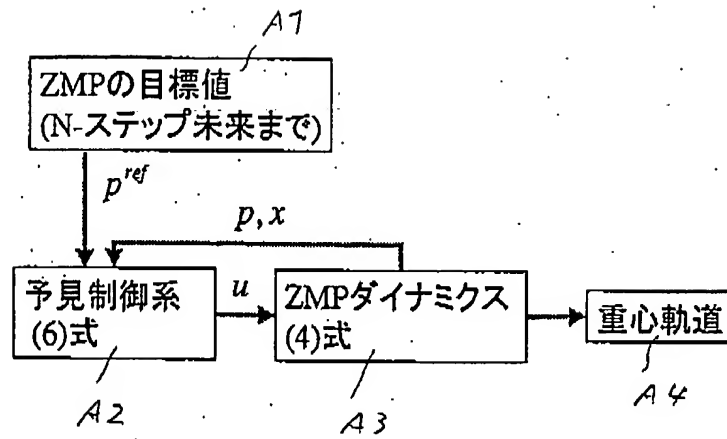 A1
ZMPの目標値
(N-ステップ未来まで)
p^ref
p, x
予見制御系
(6)式
u
ZMPダイナミクス
(4)式
重心軌道
A2
A3
A4